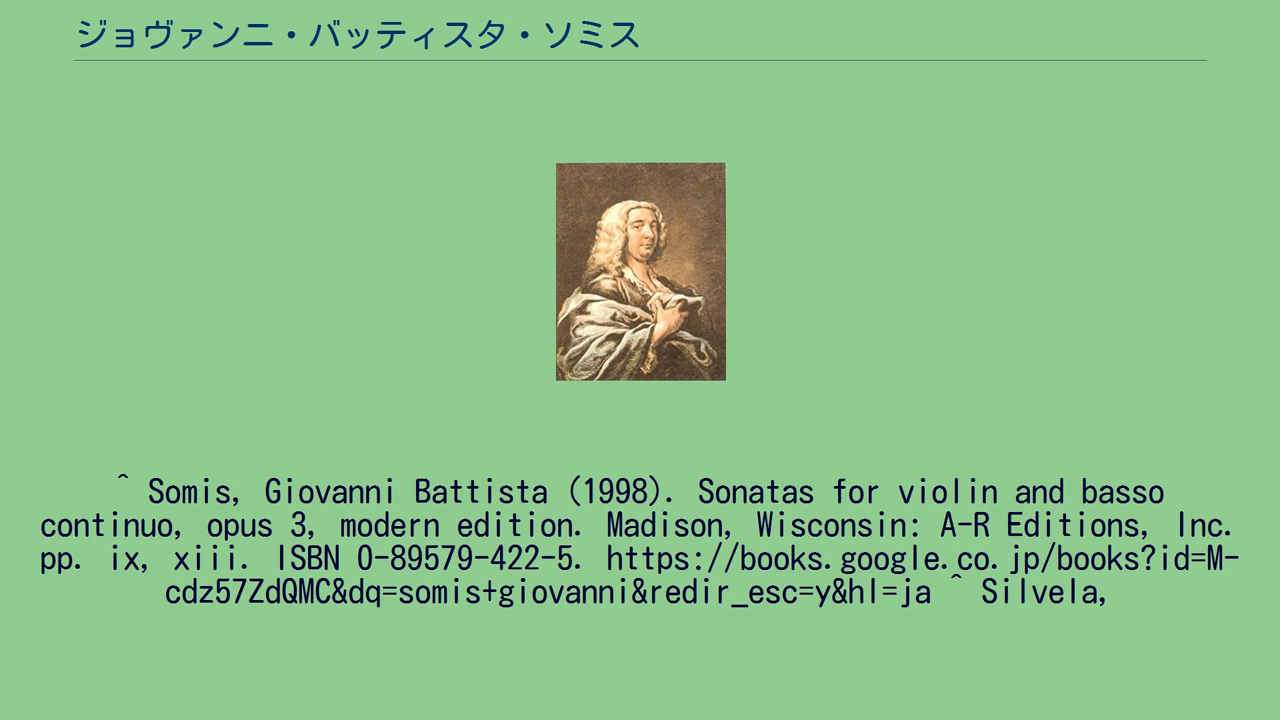 ジョヴァンニ・バッティスタ・ソミス
^ Somis, Giovanni Battista (1998). Sonatas for violin and basso
continuo, opus 3, modern edition. Madison, Wisconsin: A-R Editions, Inc.
pp. ix, xiii. ISBN 0-89579-422-5. https://books.google.co.jp/books?id=M-
cdz57ZdQMC&dq=somis+giovanni&redir_esc=y&hl=ja ^ Silvela,